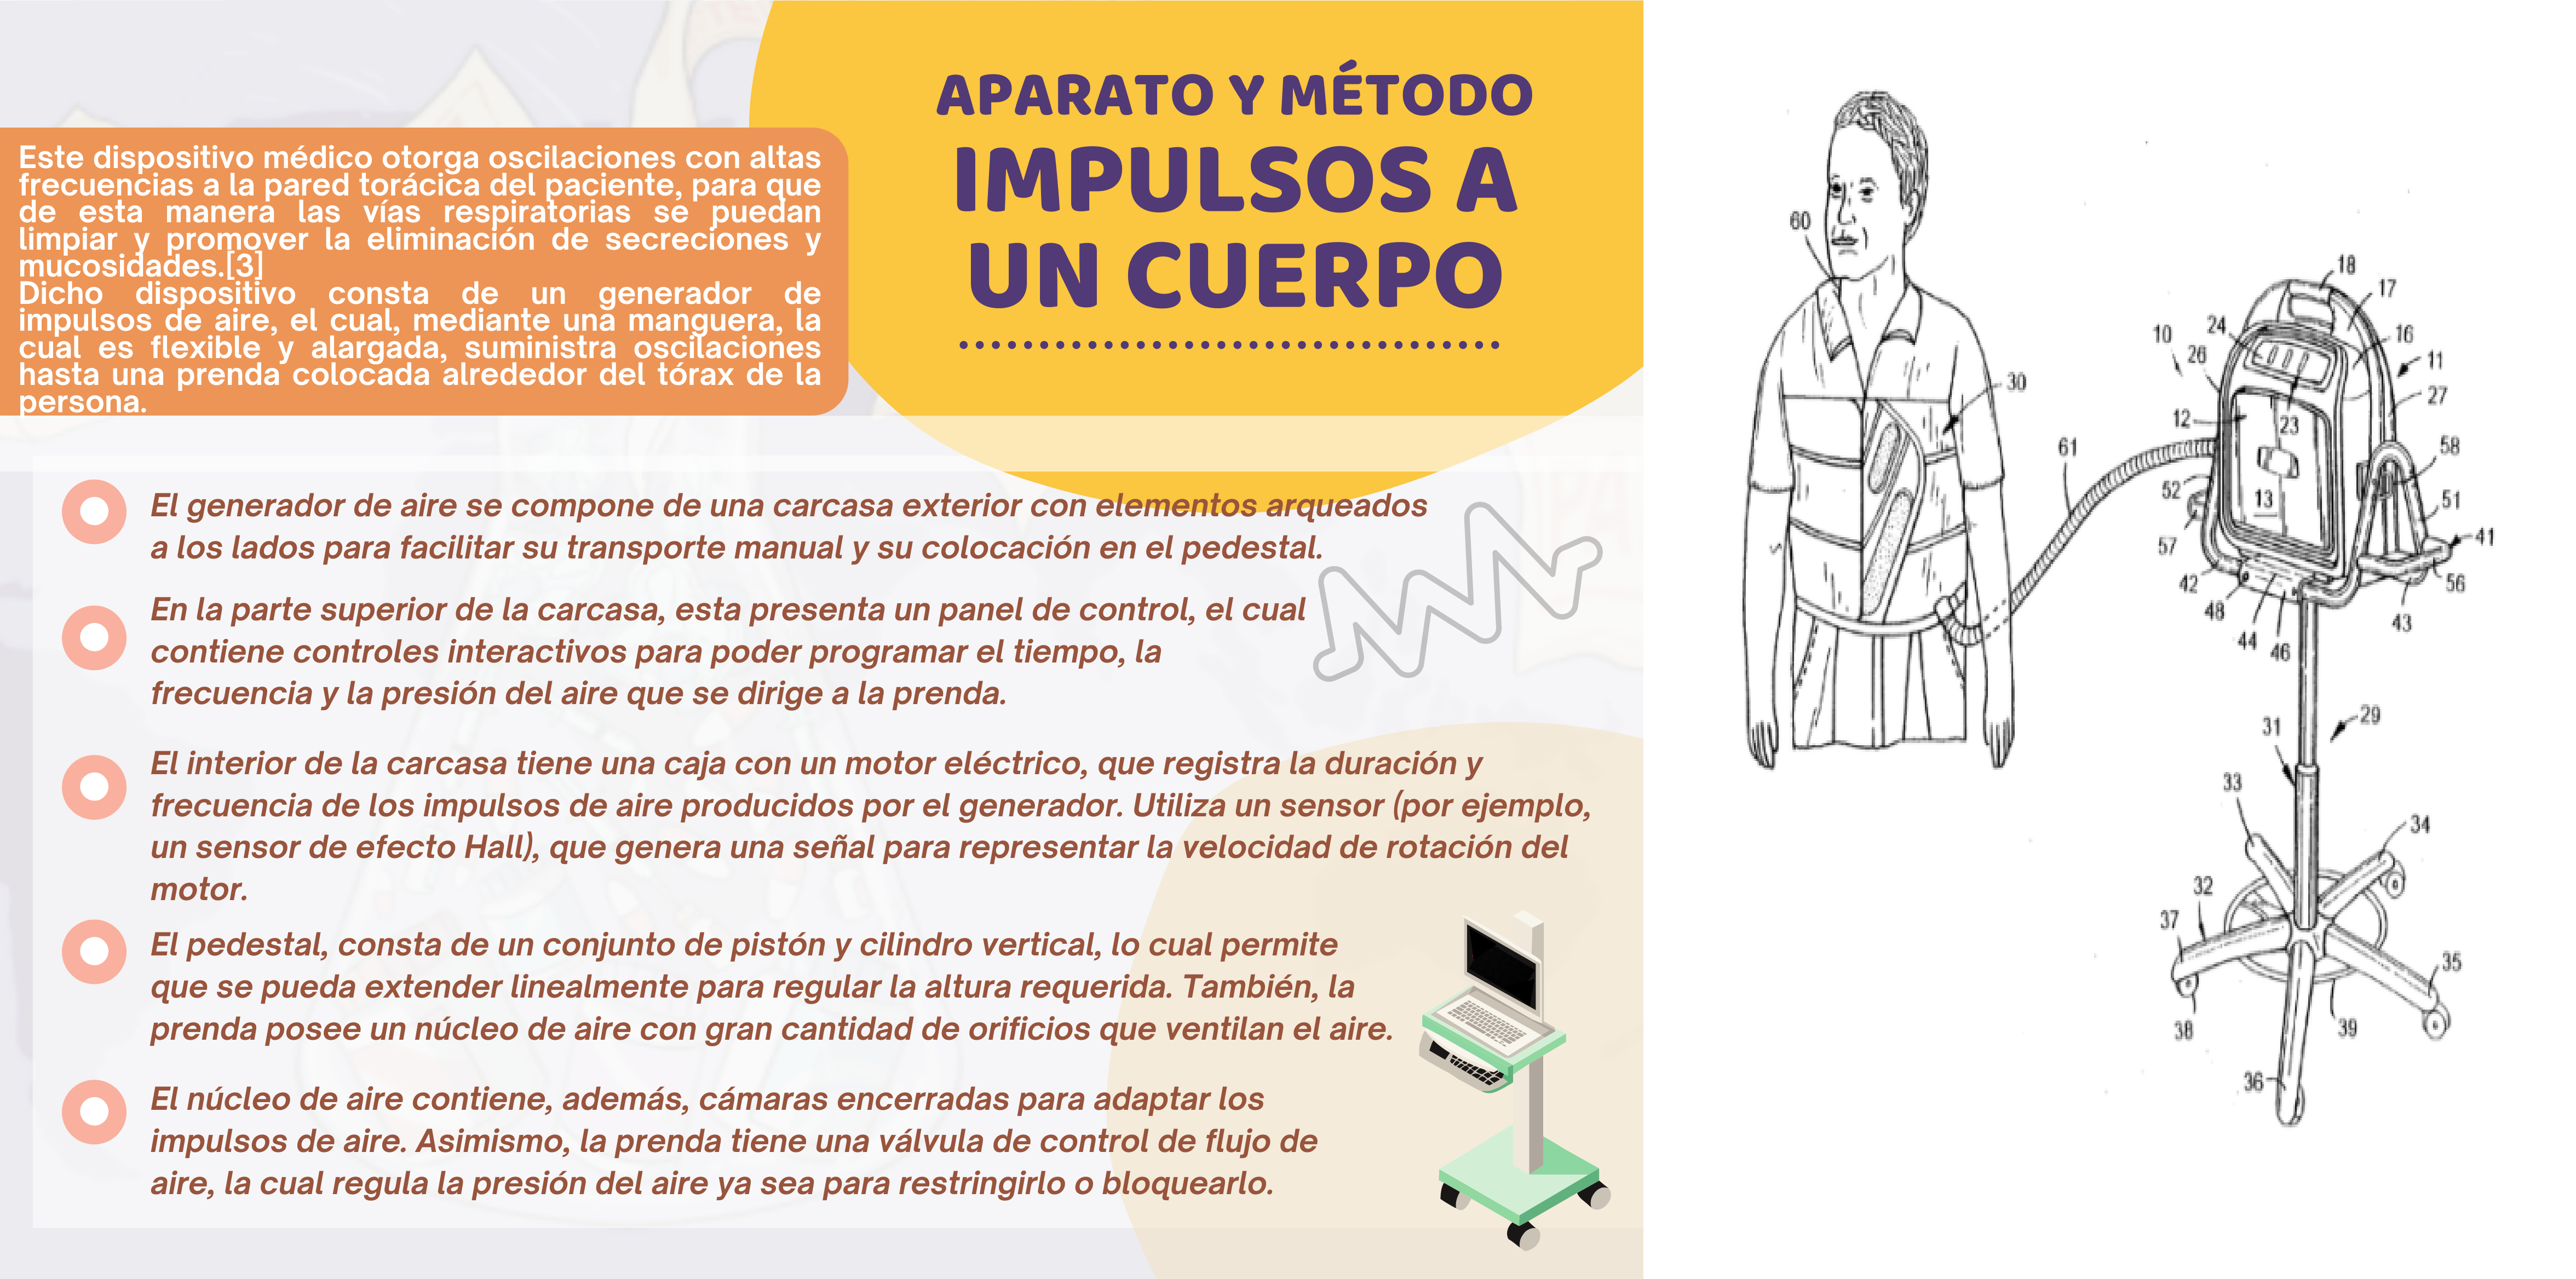 APARATO Y MÉTODO
IMPULSOS A
UN CUERPO
Este dispositivo médico otorga oscilaciones con altas
frecuencias a la pared torácica del paciente, para que
de esta manera las vías respiratorias se puedan
limpiar y promover la eliminación de secreciones y
mucosidades.[3]
Dicho dispositivo consta de un generador de
impulsos de aire, el cual, mediante una manguera, la
cual es flexible y alargada, suministra oscilaciones
hasta una prenda colocada alrededor del tórax de la
persona.
El generador de aire se compone de una carcasa exterior con elementos arqueados
a los lados para facilitar su transporte manual y su colocación en el pedestal.
En la parte superior de la carcasa, esta presenta un panel de control, el cual
contiene controles interactivos para poder programar el tiempo, la
frecuencia y la presión del aire que se dirige a la prenda.
El interior de la carcasa tiene una caja con un motor eléctrico, que registra la duración y
frecuencia de los impulsos de aire producidos por el generador. Utiliza un sensor (por ejemplo,
un sensor de efecto Hall), que genera una señal para representar la velocidad de rotación del
motor.
El pedestal, consta de un conjunto de pistón y cilindro vertical, lo cual permite
que se pueda extender linealmente para regular la altura requerida. También, la
prenda posee un núcleo de aire con gran cantidad de orificios que ventilan el aire.
El núcleo de aire contiene, además, cámaras encerradas para adaptar los
impulsos de aire. Asimismo, la prenda tiene una válvula de control de flujo de
aire, la cual regula la presión del aire ya sea para restringirlo o bloquearlo.
60
30
61
18
17
24
16
10
26
11
27
12
23
58
52
13
51
57
41
42
56
48
43
44
46
29
31
33
34
32
37
35
38
39
36